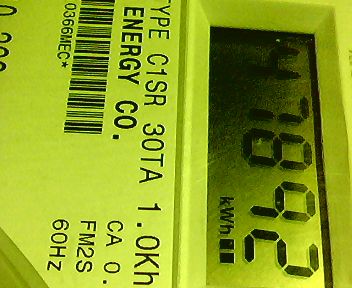 TYPE C1SR 30TA 1.0Kh
ENERGY CO.
CA 0.
FM2S
60HZ
0366MEC*
47892
kWh